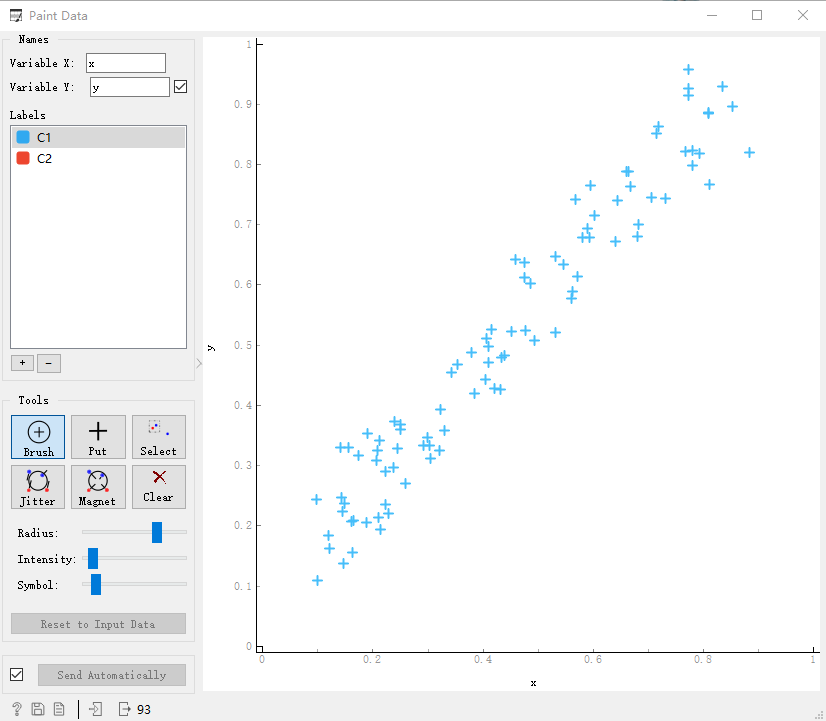 Paint Data
Names
Variable X: x
Variable Y: y
Labels
C1
C2
+ −
Tools
Brush Put Select
Jitter Magnet Clear
Radius:
Intensity:
Symbol:
Reset to Input Data
Send Automatically
? 93
1
0.9
0.8
0.7
0.6
0.5
0.4
0.3
0.2
0.1
0
y
0 0.2 0.4 0.6 0.8 1
x